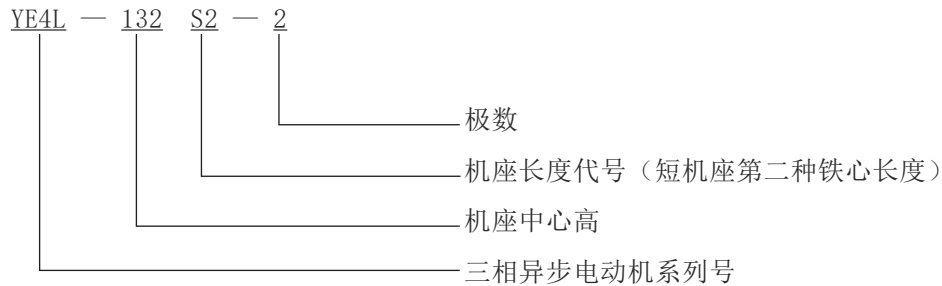 YE4L — 132 S2 — 2
极数
机座长度代号（短机座第二种铁心长度）
机座中心高
三相异步电动机系列号